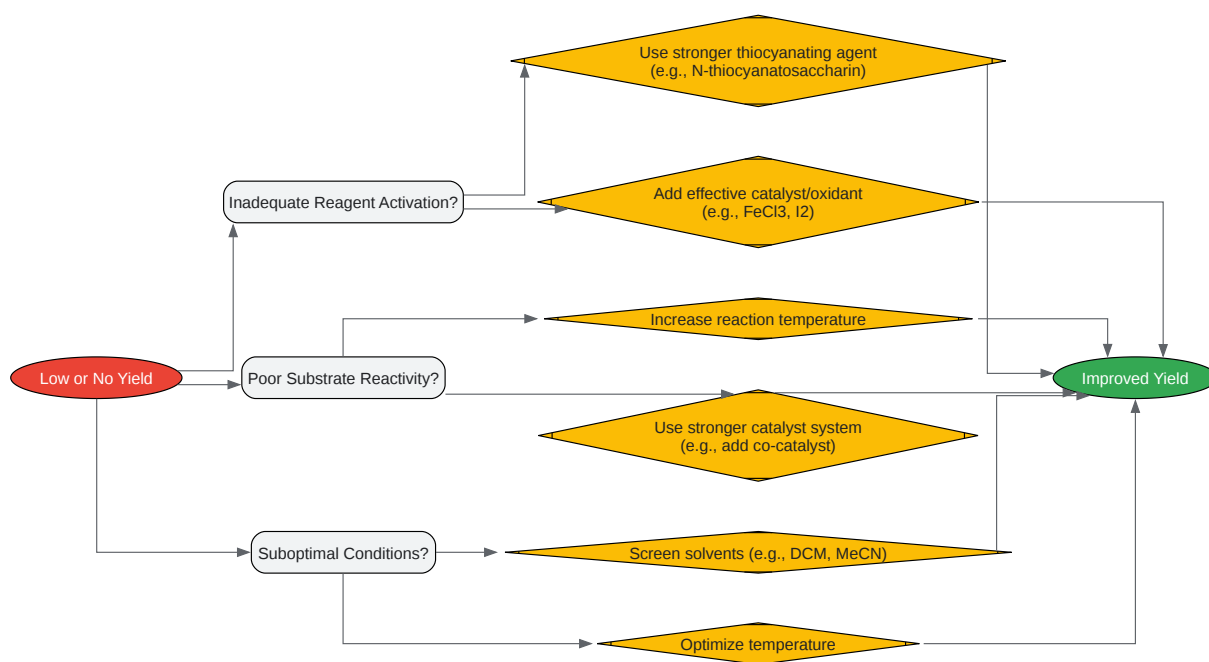 Use stronger thiocyanating agent
(e.g., N-thiocyanatosaccharin)
Inadequate Reagent Activation?
Add effective catalyst/oxidant
(e.g., FeCl3, I2)
Increase reaction temperature
Low or No Yield
Poor Substrate Reactivity?
Improved Yield
Use stronger catalyst system
(e.g., add co-catalyst)
Suboptimal Conditions?
Screen solvents (e.g., DCM, MeCN)
Optimize temperature